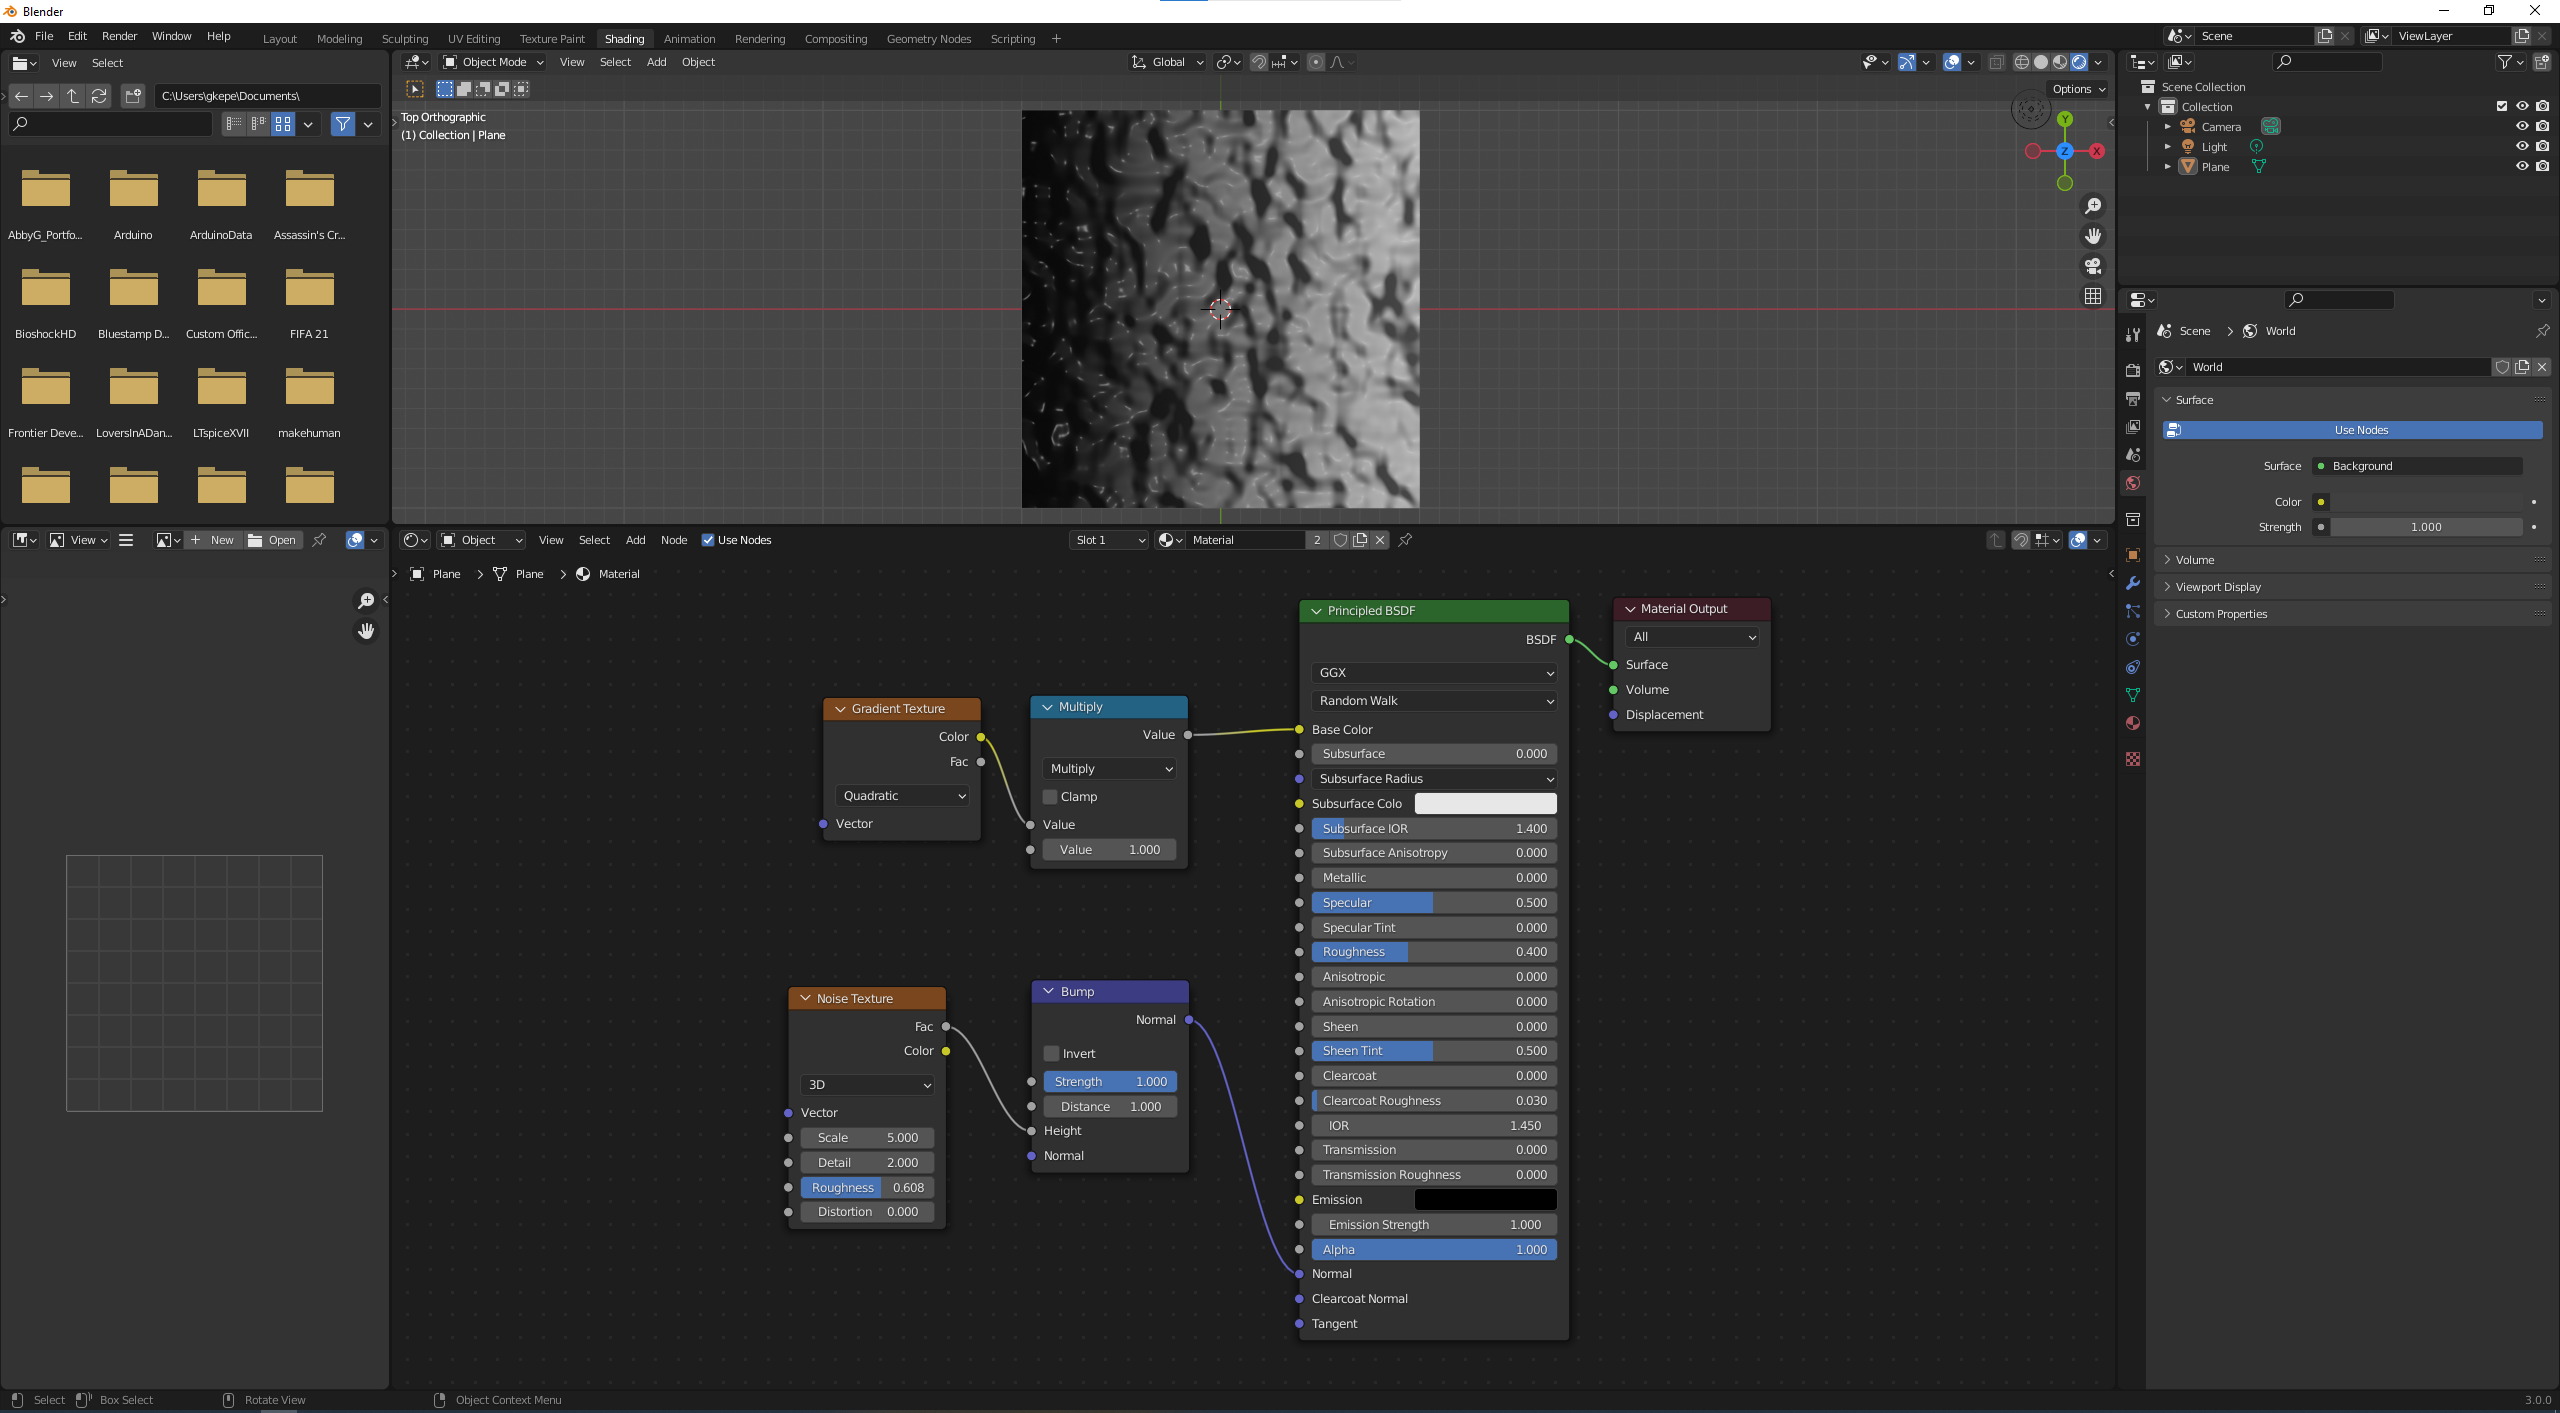 Blender
File Edit Render Window Help
Layout Modeling Sculpting UV Editing Texture Paint Shading Animation Rendering Compositing Geometry Nodes Scripting +
Scene
ViewLayer
View Select
C:\Users\gkepe\Documents\
AbbyG_Portfo... Arduino ArduinoData Assassin's Cr...
BioshockHD Bluestamp D... Custom Offic... FIFA 21
Frontier Deve... LoversInADan... LTspiceXVII makehuman
Object Mode View Select Add Object
Global
Options
Top Orthographic
(1) Collection | Plane
Y
Z
X
Scene Collection
Collection
Camera
Light
Plane
Scene > World
World
Surface
Use Nodes
Surface Background
Color
Strength 1.000
Volume
Viewport Display
Custom Properties
View
New
Open
Object View Select Add Node Use Nodes
Slot 1
Material 2
Plane > Plane > Material
Gradient Texture
Color
Fac
Quadratic
Vector
Multiply
Value
Multiply
Clamp
Value
Value 1.000
Noise Texture
Fac
Color
3D
Vector
Scale 5.000
Detail 2.000
Roughness 0.608
Distortion 0.000
Bump
Normal
Invert
Strength 1.000
Distance 1.000
Height
Normal
Principled BSDF
BSDF
GGX
Random Walk
Base Color
Subsurface 0.000
Subsurface Radius
Subsurface Colo
Subsurface IOR 1.400
Subsurface Anisotropy 0.000
Metallic 0.000
Specular 0.500
Specular Tint 0.000
Roughness 0.400
Anisotropic 0.000
Anisotropic Rotation 0.000
Sheen 0.000
Sheen Tint 0.500
Clearcoat 0.000
Clearcoat Roughness 0.030
IOR 1.450
Transmission 0.000
Transmission Roughness 0.000
Emission
Emission Strength 1.000
Alpha 1.000
Normal
Clearcoat Normal
Tangent
Material Output
All
Surface
Volume
Displacement
Select Box Select Rotate View Object Context Menu
3.0.0